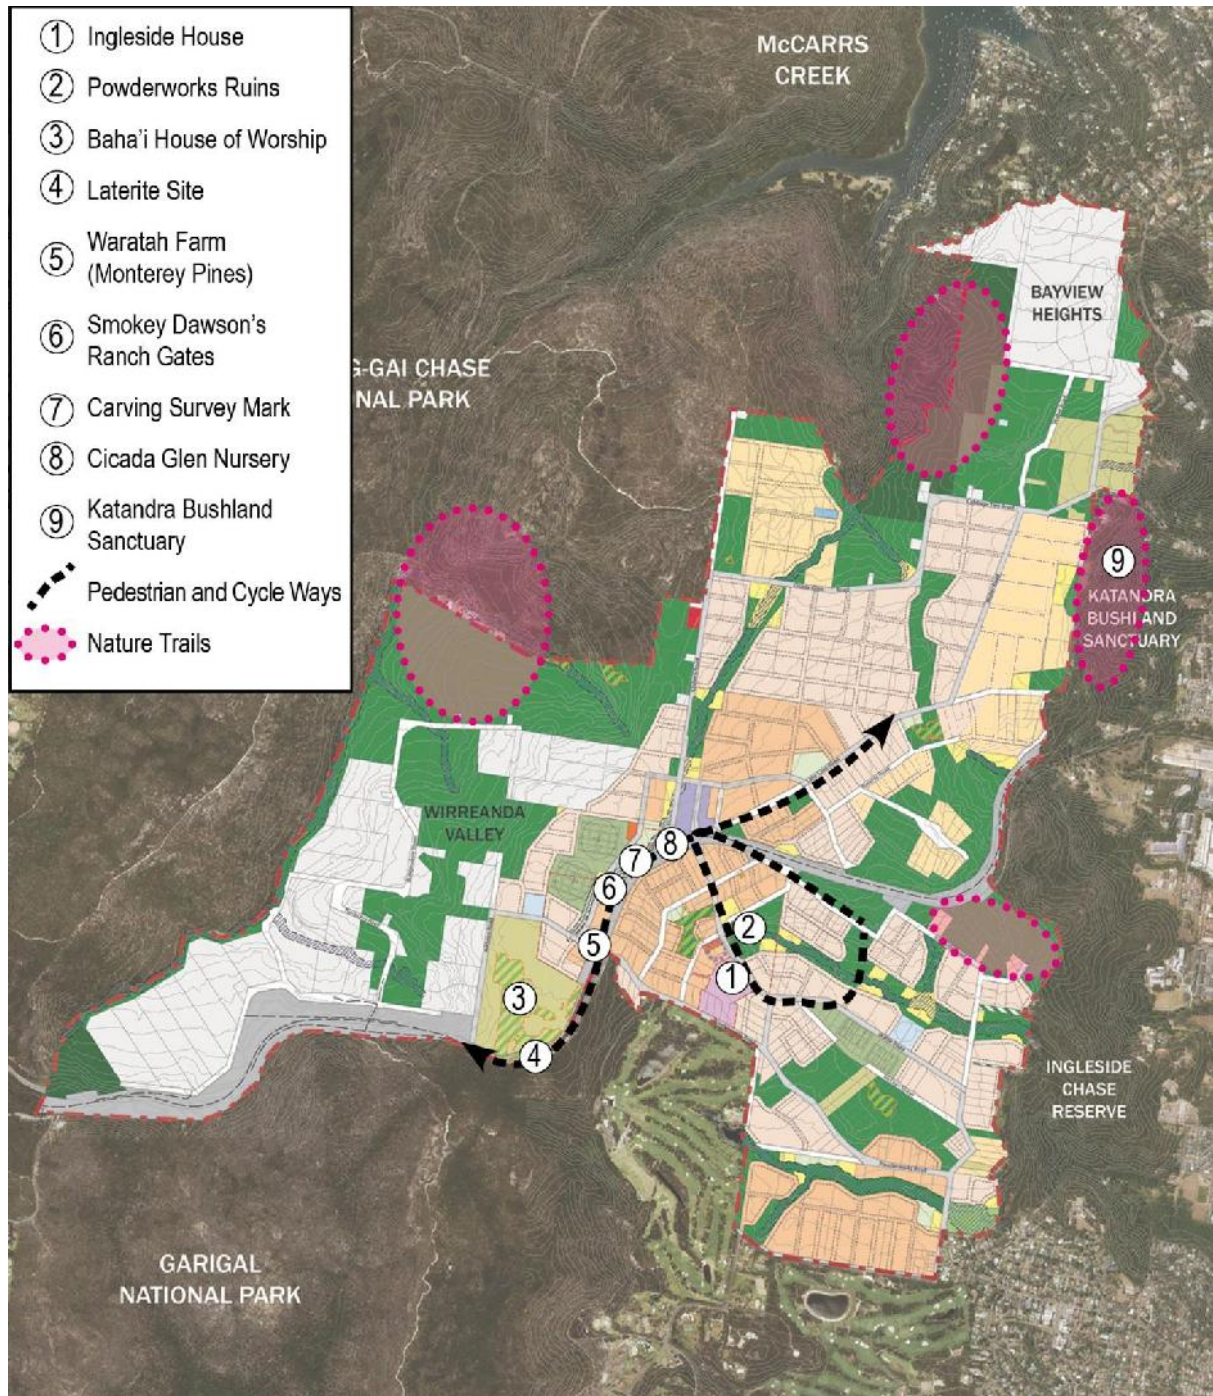 1 Ingleside House
2 Powderworks Ruins
3 Baha'i House of Worship
4 Laterite Site
5 Waratah Farm
(Monterey Pines)
6 Smokey Dawson's
Ranch Gates
7 Carving Survey Mark
8 Cicada Glen Nursery
9 Katandra Bushland
Sanctuary
Pedestrian and Cycle Ways
Nature Trails
McCARRS
CREEK
BAYVIEW
HEIGHTS
G-GAI CHASE
NAL PARK
9
KATANDRA
BUSHLAND
SANCTUARY
WIRREANDA
VALLEY
8
7
6
5
2
1
3
4
INGLESIDE
CHASE
RESERVE
GARIGAL
NATIONAL PARK